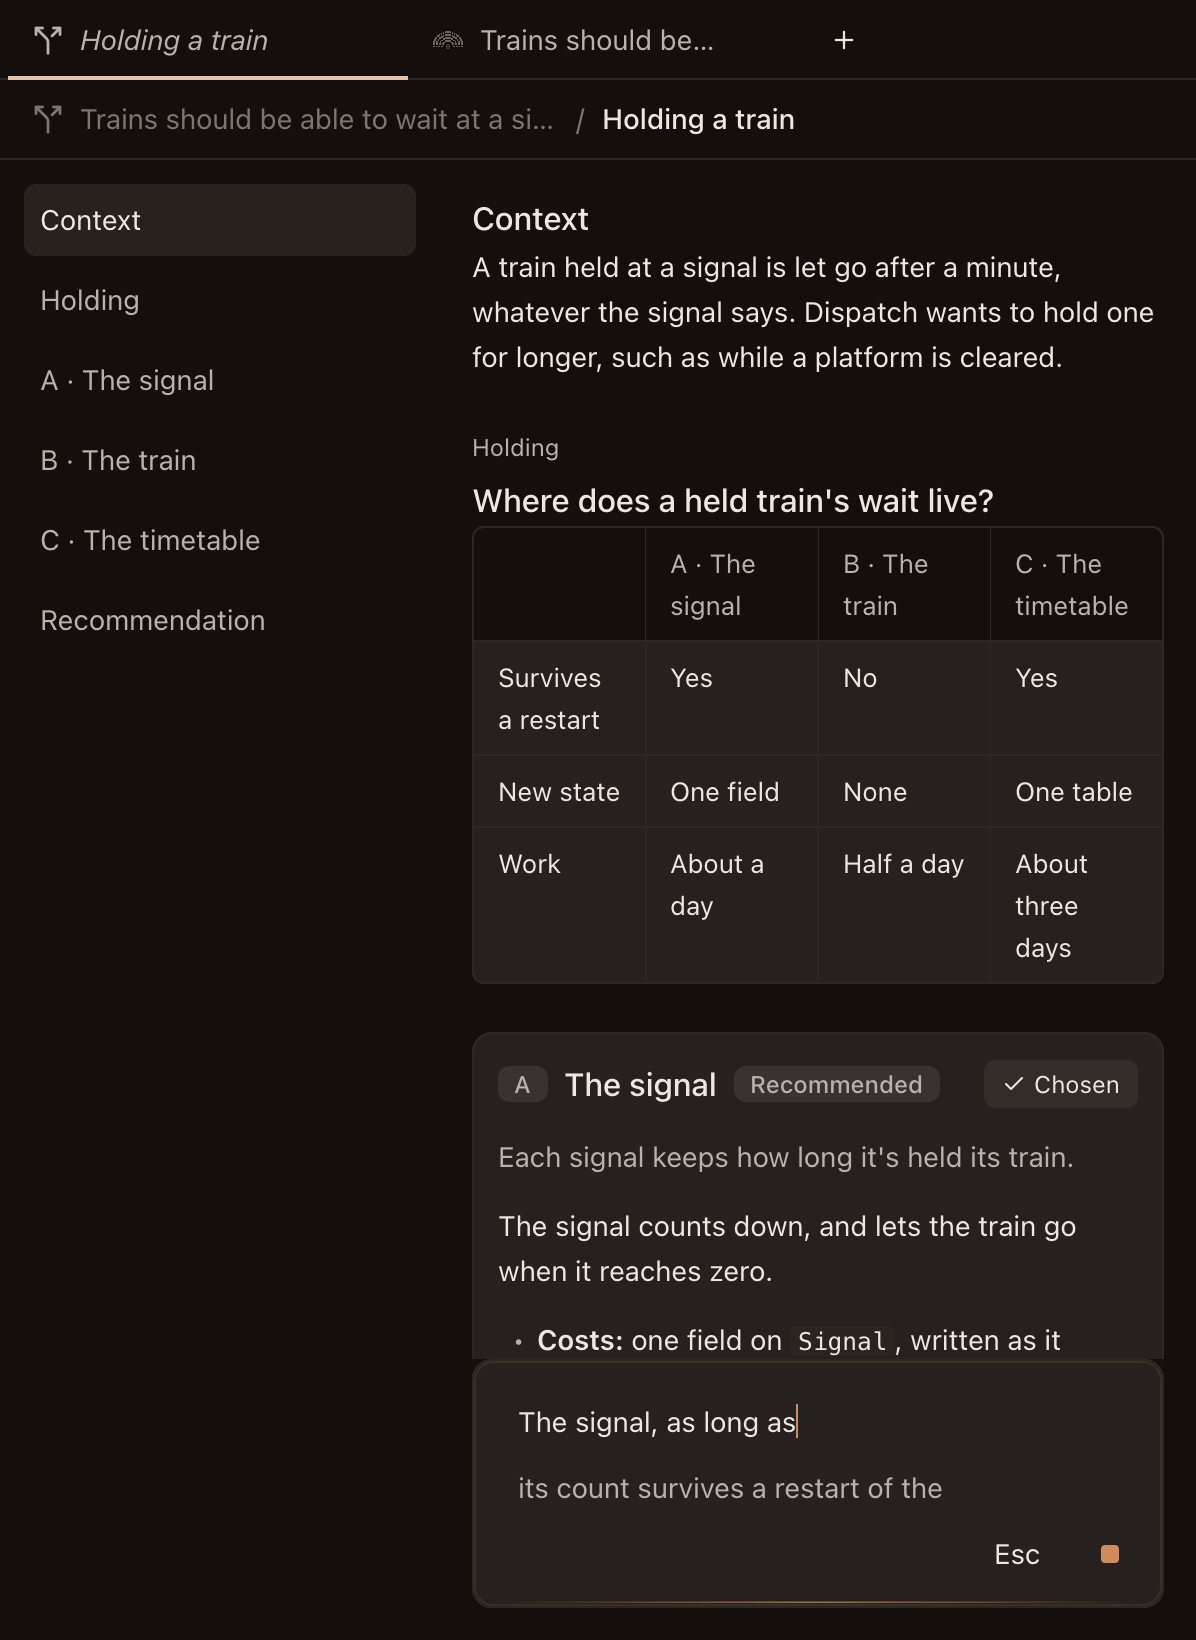 Holding a train
Trains should be...
+
Trains should be able to wait at a si... / Holding a train
Context
Holding
A · The signal
B · The train
C · The timetable
Recommendation
Context
A train held at a signal is let go after a minute,
whatever the signal says. Dispatch wants to hold one
for longer, such as while a platform is cleared.
Holding
Where does a held train's wait live?
A · The
signal
B · The
train
C · The
timetable
Survives
a restart
Yes
No
Yes
New state
One field
None
One table
Work
About a
day
Half a day
About
three
days
A
The signal
Recommended
Chosen
Each signal keeps how long it's held its train.
The signal counts down, and lets the train go
when it reaches zero.
• Costs: one field on Signal, written as it
The signal, as long as
its count survives a restart of the
Esc